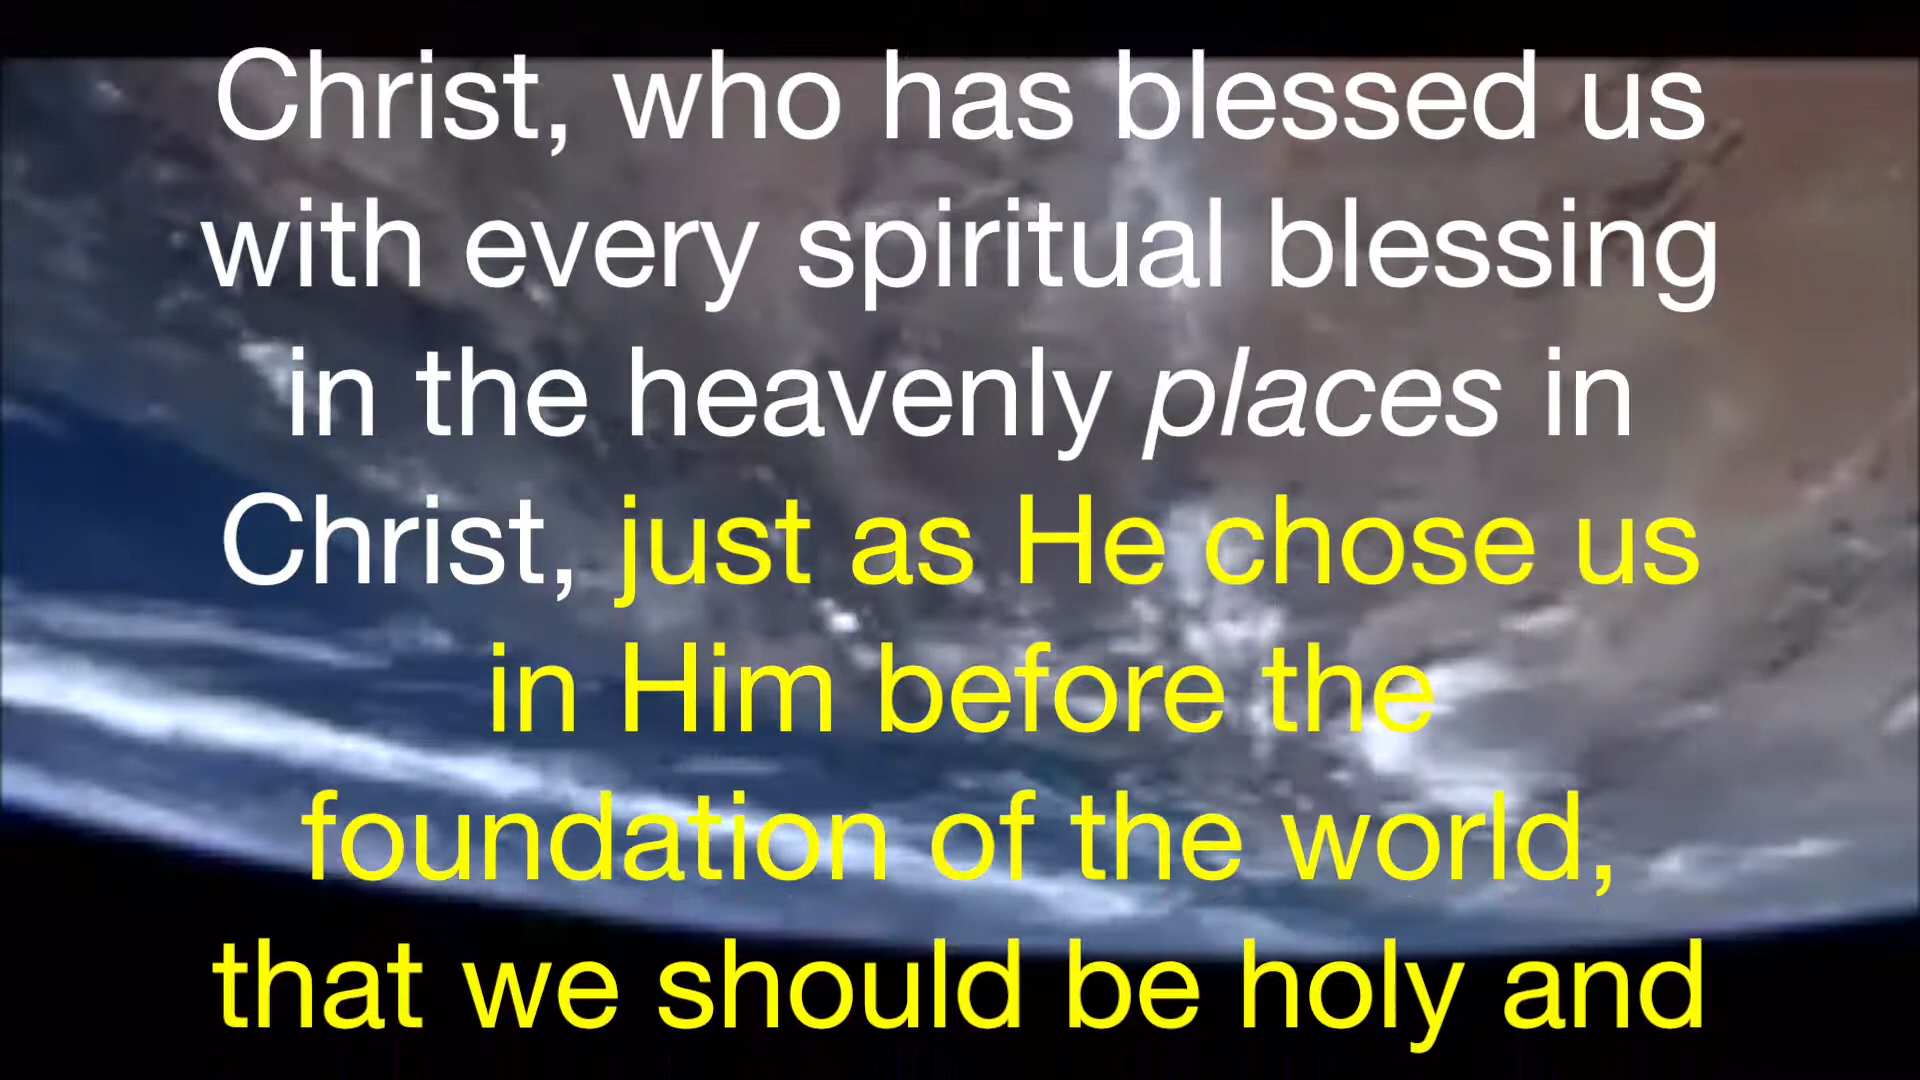 Christ, who has blessed us
with every spiritual blessing
in the heavenly places in
Christ, just as He chose us
in Him before the
foundation of the world,
that we should be holy and